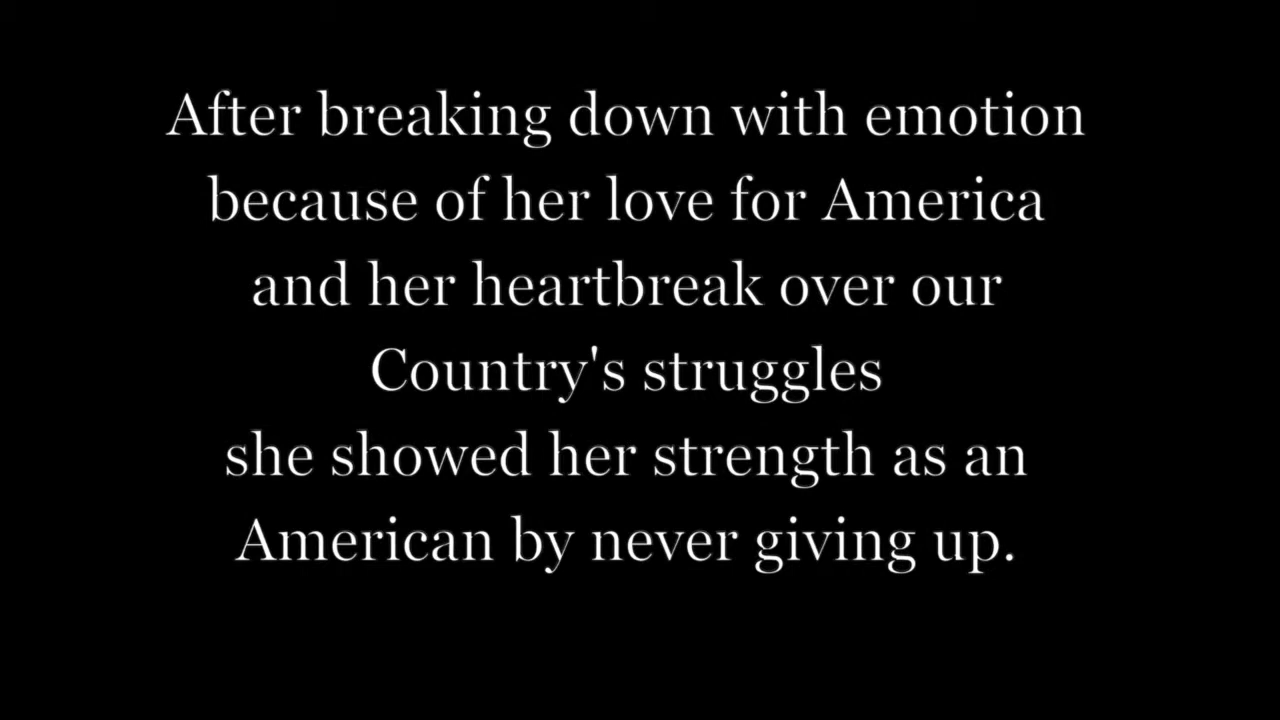 After breaking down with emotion
because of her love for America
and her heartbreak over our
Country's struggles
she showed her strength as an
American by never giving up.